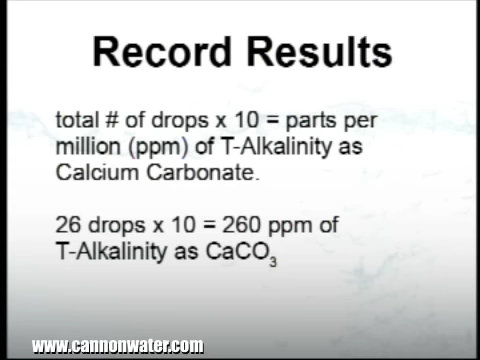 Record Results
total # of drops x 10 = parts per
million (ppm) of T-Alkalinity as
Calcium Carbonate.
26 drops x 10 = 260 ppm of
T-Alkalinity as CaCO₃
www.cannonwater.com